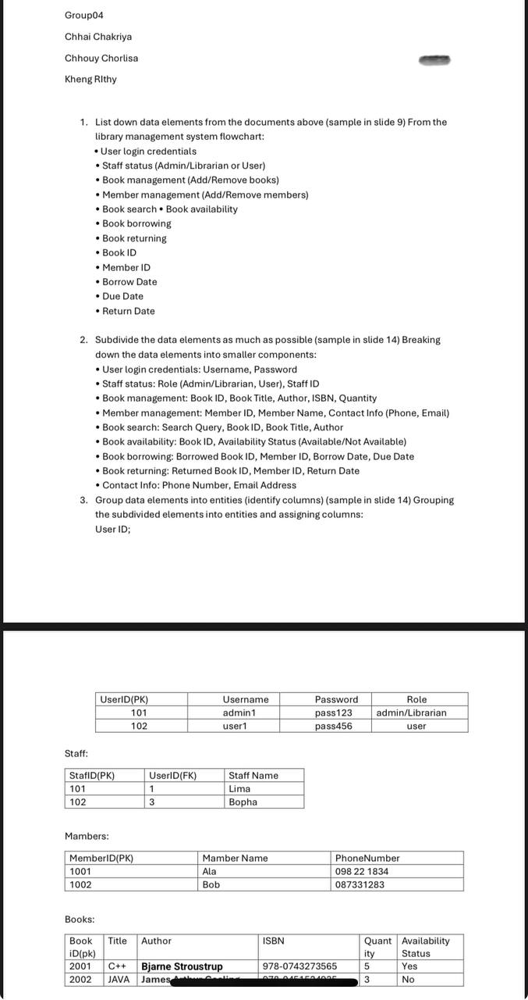 Group04
Chhai Chakriya
Chhouy Chorlisa
Kheng RIthy
1. List down data elements from the documents above (sample in slide 9) From the
library management system flowchart:
• User login credentials
• Staff status (Admin/Librarian or User)
• Book management (Add/Remove books)
• Member management (Add/Remove members)
• Book search • Book availability
• Book borrowing
• Book returning
• Book ID
• Member ID
• Borrow Date
• Due Date
• Return Date
2. Subdivide the data elements as much as possible (sample in slide 14) Breaking
down the data elements into smaller components:
• User login credentials: Username, Password
• Staff status: Role (Admin/Librarian, User), Staff ID
• Book management: Book ID, Book Title, Author, ISBN, Quantity
• Member management: Member ID, Member Name, Contact Info (Phone, Email)
• Book search: Search Query, Book ID, Book Title, Author
• Book availability: Book ID, Availability Status (Available/Not Available)
• Book borrowing: Borrowed Book ID, Member ID, Borrow Date, Due Date
• Book returning: Returned Book ID, Member ID, Return Date
• Contact Info: Phone Number, Email Address
3. Group data elements into entities (identify columns) (sample in slide 14) Grouping
the subdivided elements into entities and assigning columns:
User ID;
UserID(PK) Username Password Role
101 admin1 pass123 admin/Librarian
102 user1 pass456 user
Staff:
StafID(PK) UserID(FK) Staff Name
101 1 Lima
102 3 Bopha
Mambers:
MemberID(PK) Mamber Name PhoneNumber
1001 Ala 098 22 1834
1002 Bob 087331283
Books:
Book Title Author ISBN Quant Availability
iD(pk) ity Status
2001 C++ Bjarne Stroustrup 978-0743273565 5 Yes
2002 JAVA James 3 No